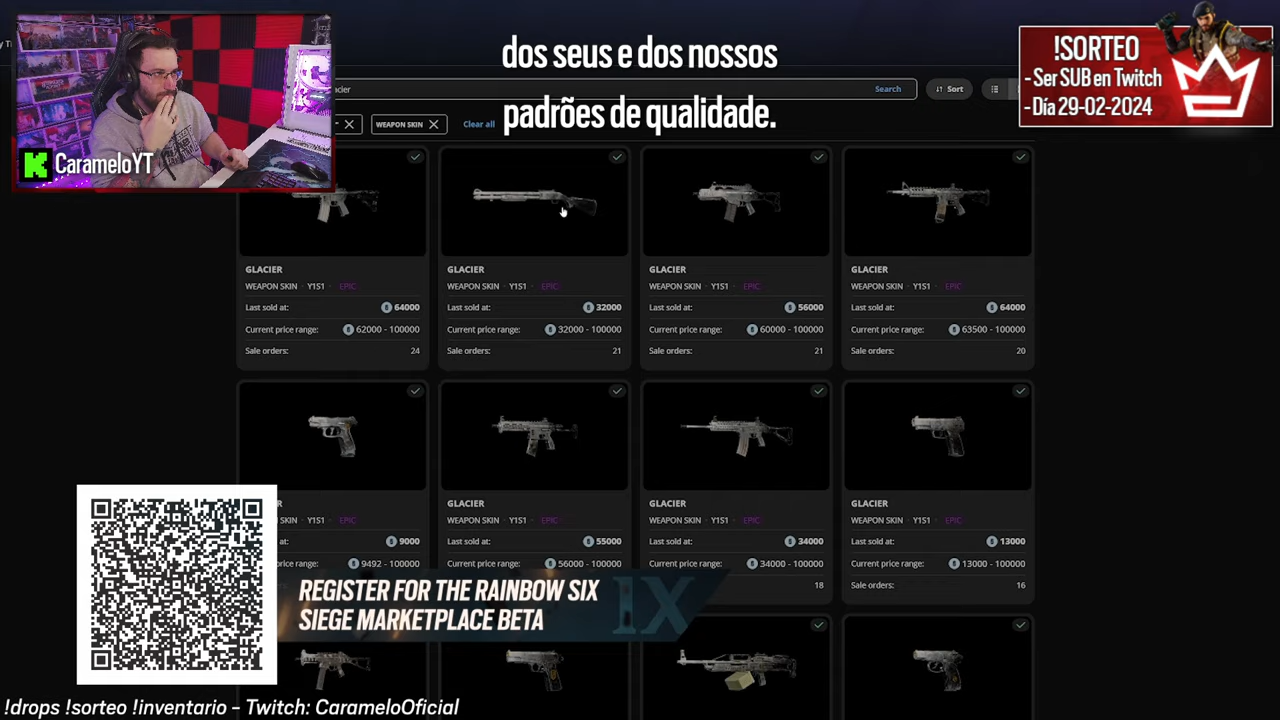 dos seus e dos nossos
padrões de qualidade.
!SORTEO
- Ser SUB en Twitch
- Día 29-02-2024
CarameloYT
Search
Sort
WEAPON SKIN
Clear all
GLACIER
WEAPON SKIN · Y1S1 · EPIC
Last sold at: 64000
Current price range: 62000 - 100000
Sale orders: 24
GLACIER
WEAPON SKIN · Y1S1 · EPIC
Last sold at: 32000
Current price range: 32000 - 100000
Sale orders: 21
GLACIER
WEAPON SKIN · Y1S1 · EPIC
Last sold at: 56000
Current price range: 60000 - 100000
Sale orders: 21
GLACIER
WEAPON SKIN · Y1S1 · EPIC
Last sold at: 64000
Current price range: 63500 - 100000
Sale orders: 20
SKIN · Y1S1 · EPIC
at: 9000
price range: 9492 - 100000
GLACIER
WEAPON SKIN · Y1S1 · EPIC
Last sold at: 55000
Current price range: 56000 - 100000
GLACIER
WEAPON SKIN · Y1S1 · EPIC
Last sold at: 34000
Current price range: 34000 - 100000
18
GLACIER
WEAPON SKIN · Y1S1 · EPIC
Last sold at: 13000
Current price range: 13000 - 100000
Sale orders: 16
REGISTER FOR THE RAINBOW SIX
SIEGE MARKETPLACE BETA
IX
!drops !sorteo !inventario - Twitch: CarameloOficial